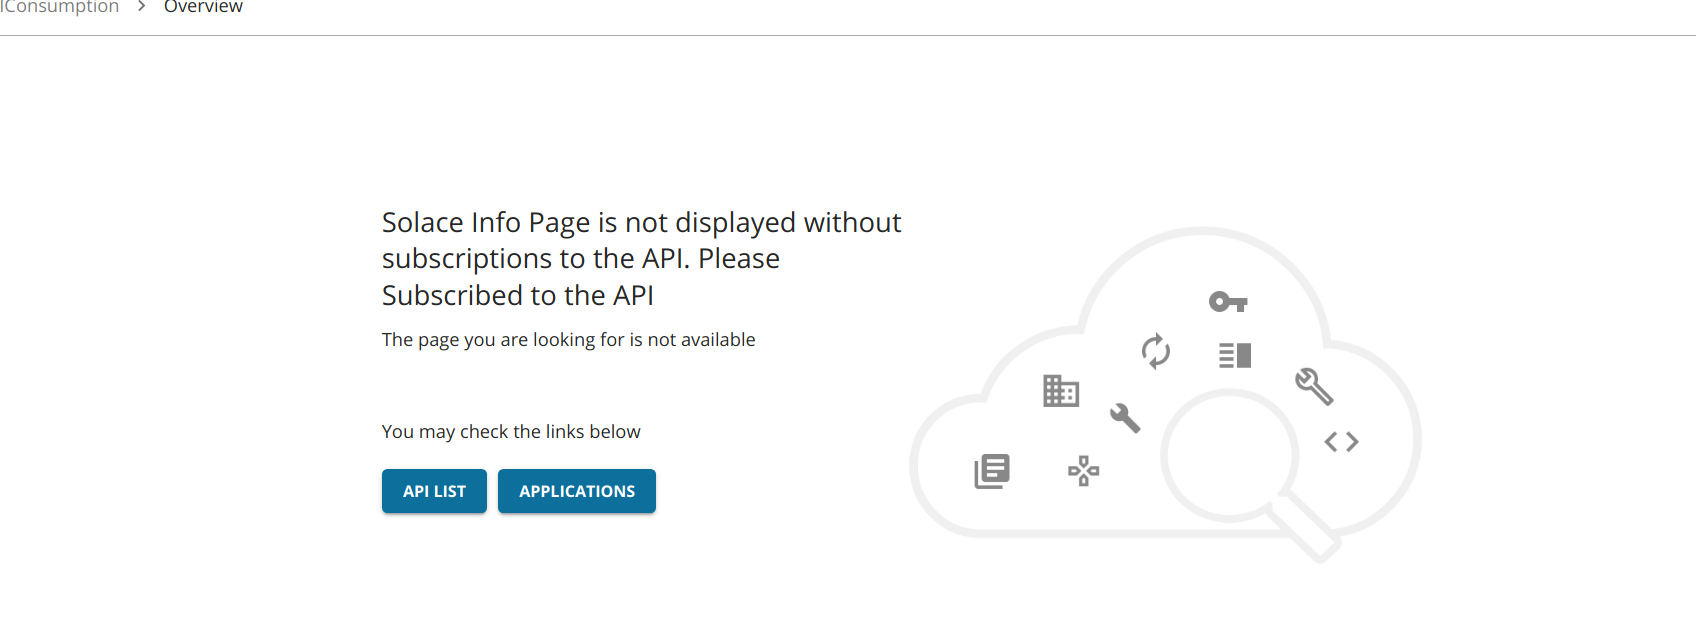 IConsumption > Overview
Solace Info Page is not displayed without
subscriptions to the API. Please
Subscribed to the API
The page you are looking for is not available
You may check the links below
API LIST APPLICATIONS